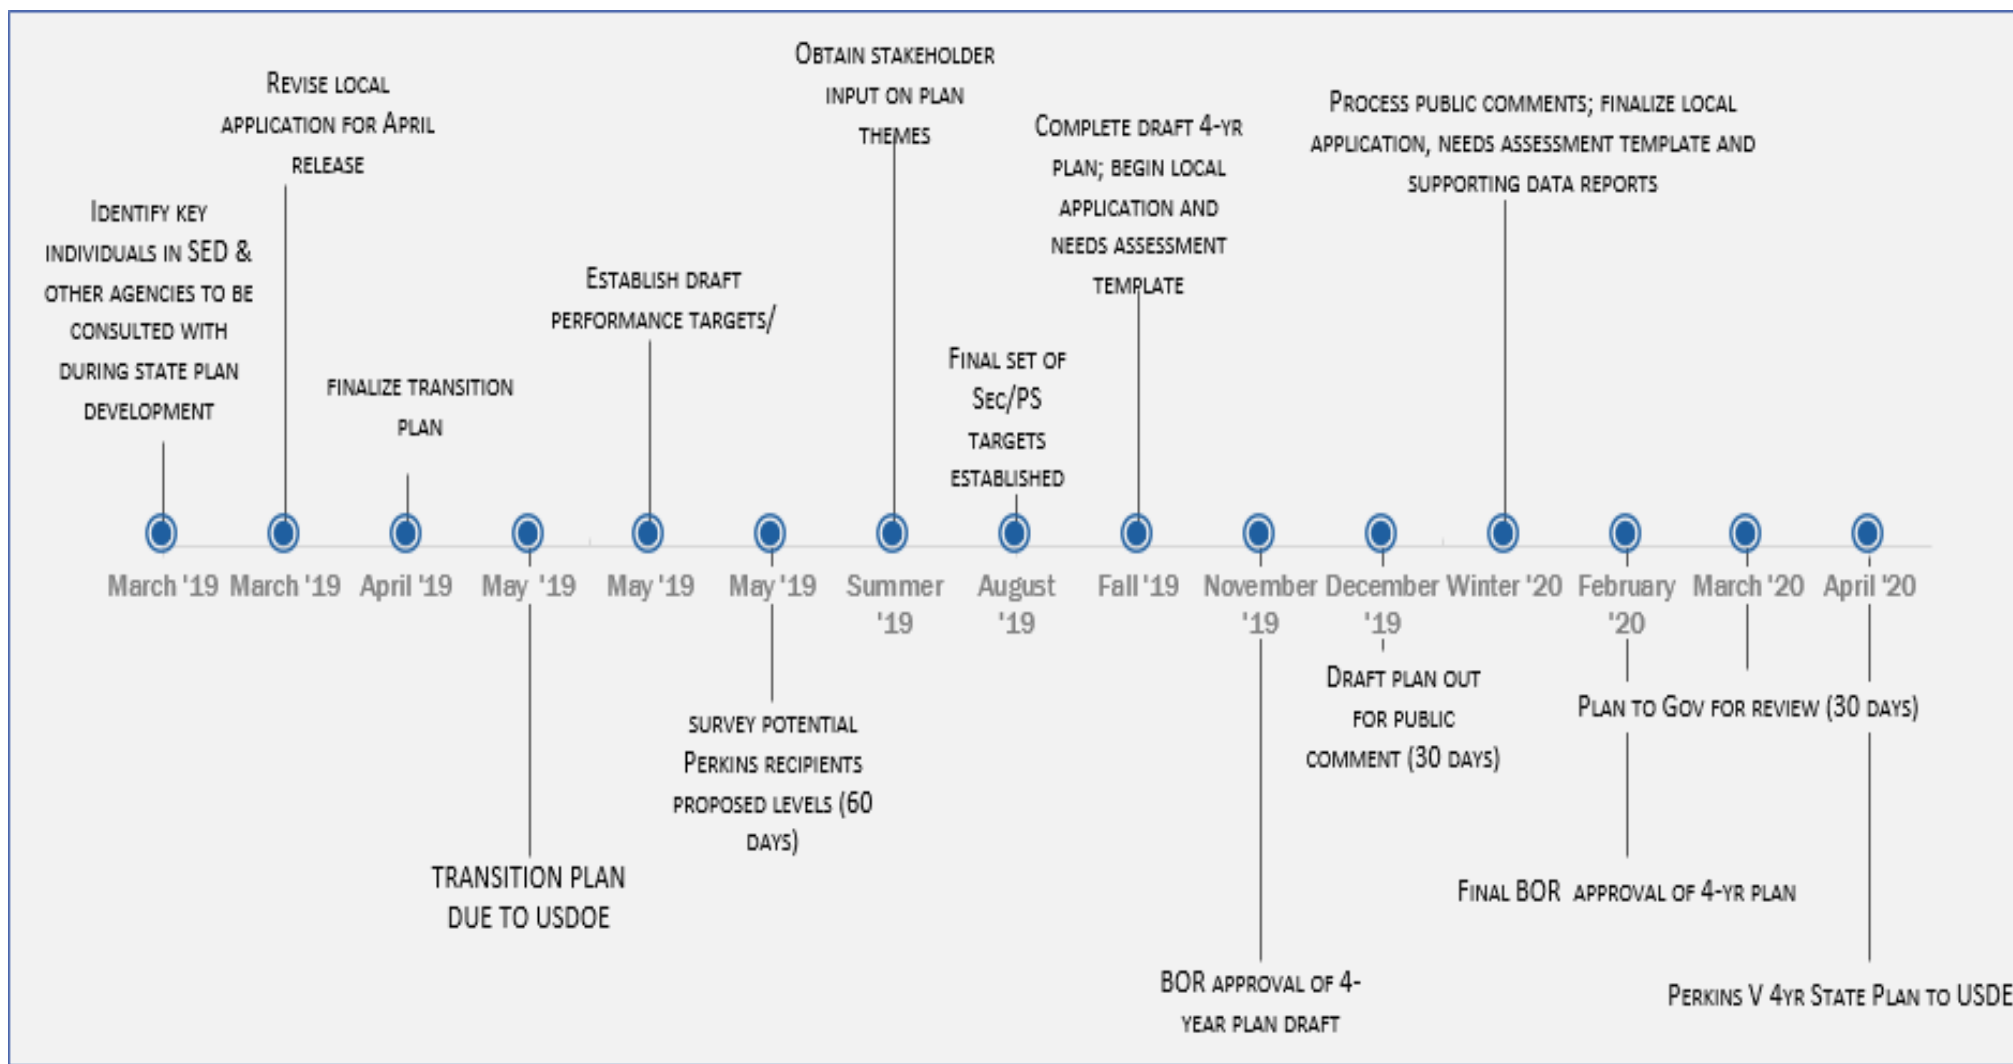 Identify key
individuals in SED &
other agencies to be
consulted with
during state plan
development
Revise local
application for April
release
finalize transition
plan
Establish draft
performance targets/
Obtain stakeholder
input on plan
themes
Final set of
Sec/PS
targets
established
Complete draft 4-yr
plan; begin local
application and
needs assessment
template
Process public comments; finalize local
application, needs assessment template and
supporting data reports
March '19
March '19
April '19
May '19
May '19
May '19
Summer
'19
August
'19
Fall '19
November
'19
December
'19
Winter '20
February
'20
March '20
April '20
TRANSITION PLAN
DUE TO USDOE
survey potential
Perkins recipients
proposed levels (60
days)
BOR approval of 4-
year plan draft
Draft plan out
for public
comment (30 days)
Final BOR approval of 4-yr plan
Plan to Gov for review (30 days)
Perkins V 4yr State Plan to USDE